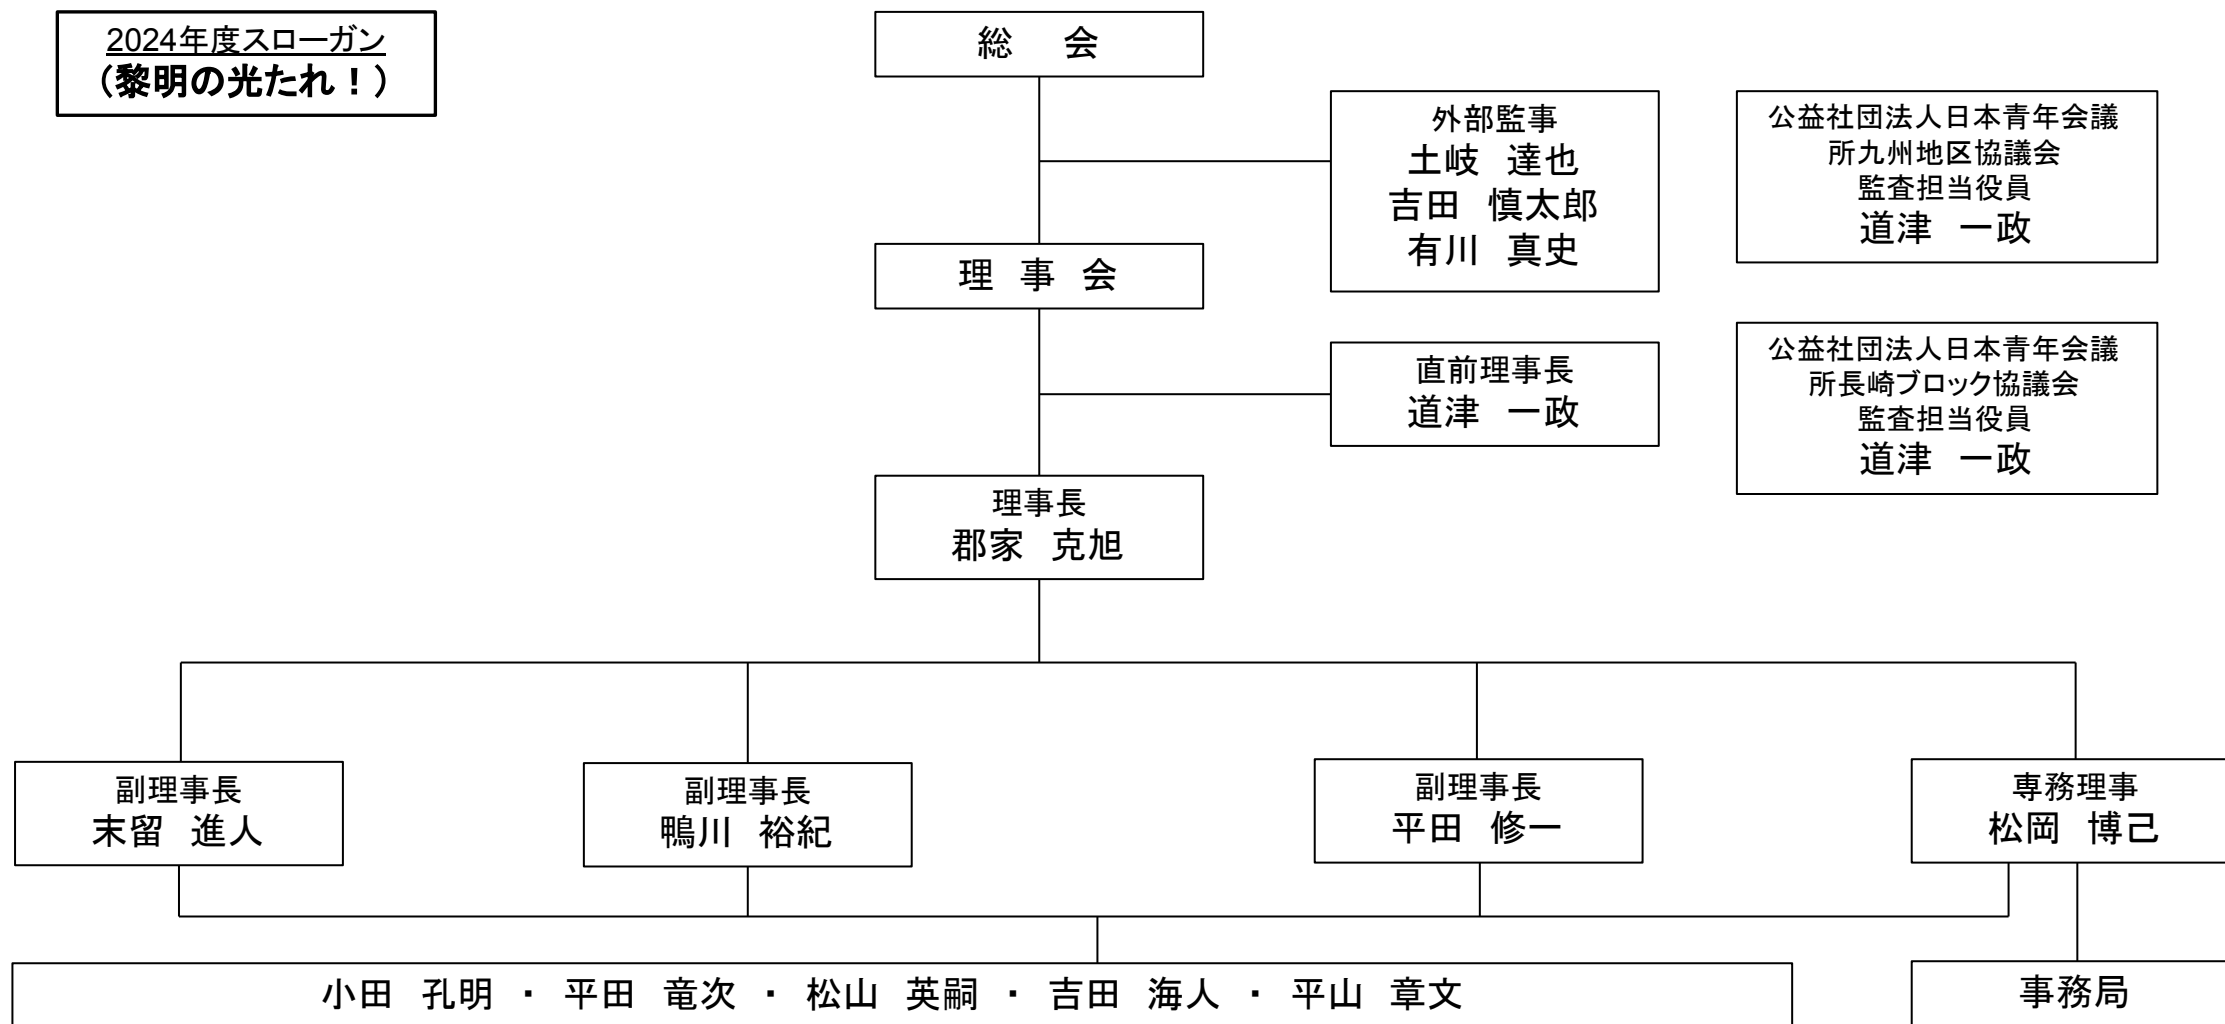 2024年度スローガン
（黎明の光たれ！）
総　会
外部監事
土岐　達也
吉田　慎太郎
有川　真史
公益社団法人日本青年会議
所九州地区協議会
監査担当役員
道津　一政
理　事　会
直前理事長
道津　一政
公益社団法人日本青年会議
所長崎ブロック協議会
監査担当役員
道津　一政
理事長
郡家　克旭
副理事長
末留　進人
副理事長
鴨川　裕紀
副理事長
平田　修一
専務理事
松岡　博己
小田　孔明　・　平田　竜次　・　松山　英嗣　・　吉田　海人　・　平山　章文
事務局